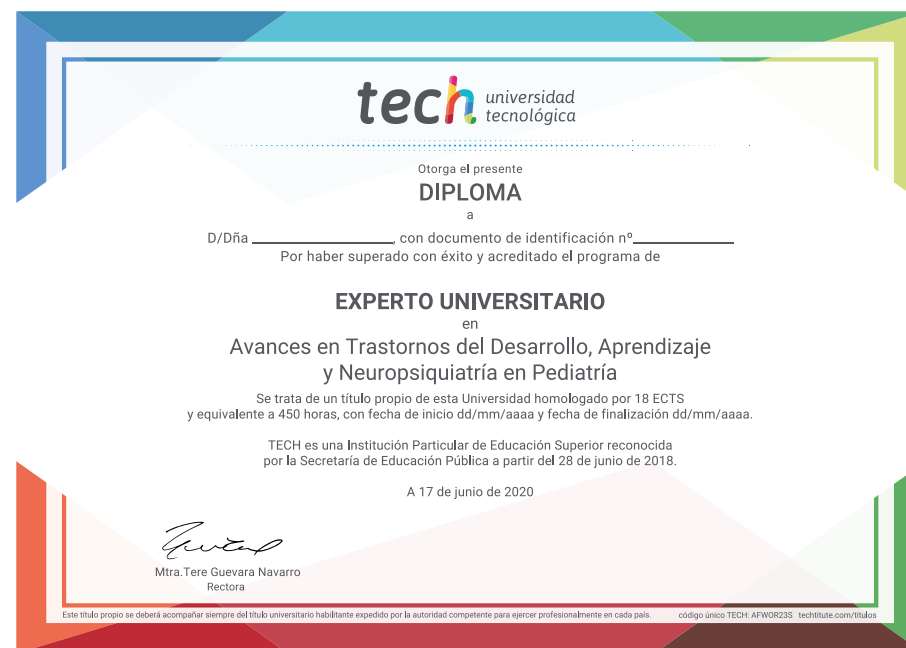 tech universidad
tecnológica
Otorga el presente
DIPLOMA
a
D/Dña ____________, con documento de identificación nº____________
Por haber superado con éxito y acreditado el programa de
EXPERTO UNIVERSITARIO
en
Avances en Trastornos del Desarrollo, Aprendizaje
y Neuropsiquiatría en Pediatría
Se trata de un título propio de esta Universidad homologado por 18 ECTS
y equivalente a 450 horas, con fecha de inicio dd/mm/aaaa y fecha de finalización dd/mm/aaaa.
TECH es una Institución Particular de Educación Superior reconocida
por la Secretaría de Educación Pública a partir del 28 de junio de 2018.
A 17 de junio de 2020
Mtra.Tere Guevara Navarro
Rectora
Este título propio se deberá acompañar siempre del título universitario habilitante expedido por la autoridad competente para ejercer profesionalmente en cada país. código único TECH: AFWOR23S techtitute.com/titulos